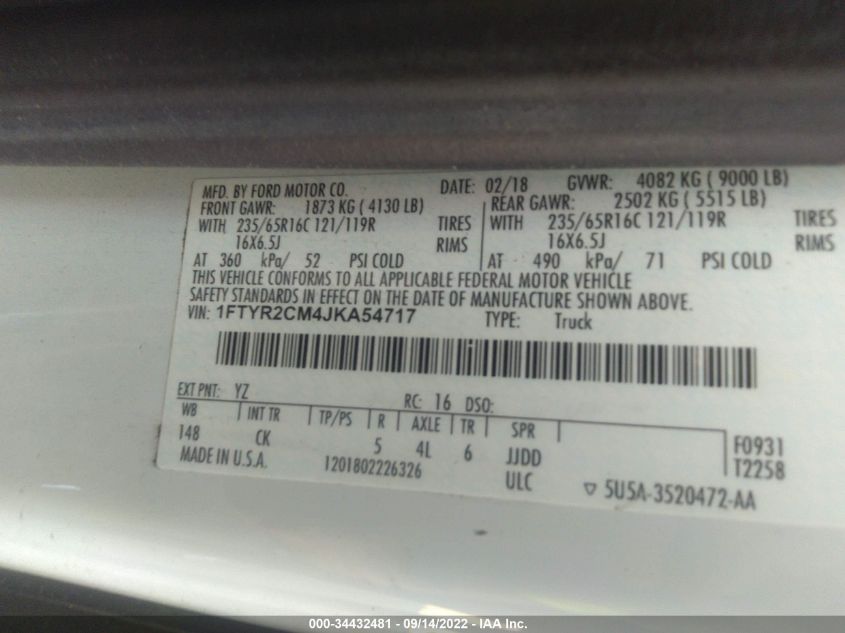 MFD. BY FORD MOTOR CO. DATE: 02/18 GVWR: 4082 KG ( 9000 LB)
FRONT GAWR: 1873 KG ( 4130 LB) REAR GAWR: 2502 KG ( 5515 LB)
WITH 235/65R16C 121/119R TIRES WITH 235/65R16C 121/119R TIRES
16X6.5J RIMS 16X6.5J RIMS
AT 360 kPa/ 52 PSI COLD AT 490 kPa/ 71 PSI COLD
THIS VEHICLE CONFORMS TO ALL APPLICABLE FEDERAL MOTOR VEHICLE
SAFETY STANDARDS IN EFFECT ON THE DATE OF MANUFACTURE SHOWN ABOVE.
VIN: 1FTYR2CM4JKA54717 TYPE: Truck
EXT PNT: YZ RC: 16 DSO:
WB INT TR TP/PS R AXLE TR SPR
148 CK 5 4L 6 JJDD F0931
MADE IN U.S.A. 1201802226326 ULC T2258
5U5A-3520472-AA
000-34432481 - 09/14/2022 - IAA Inc.